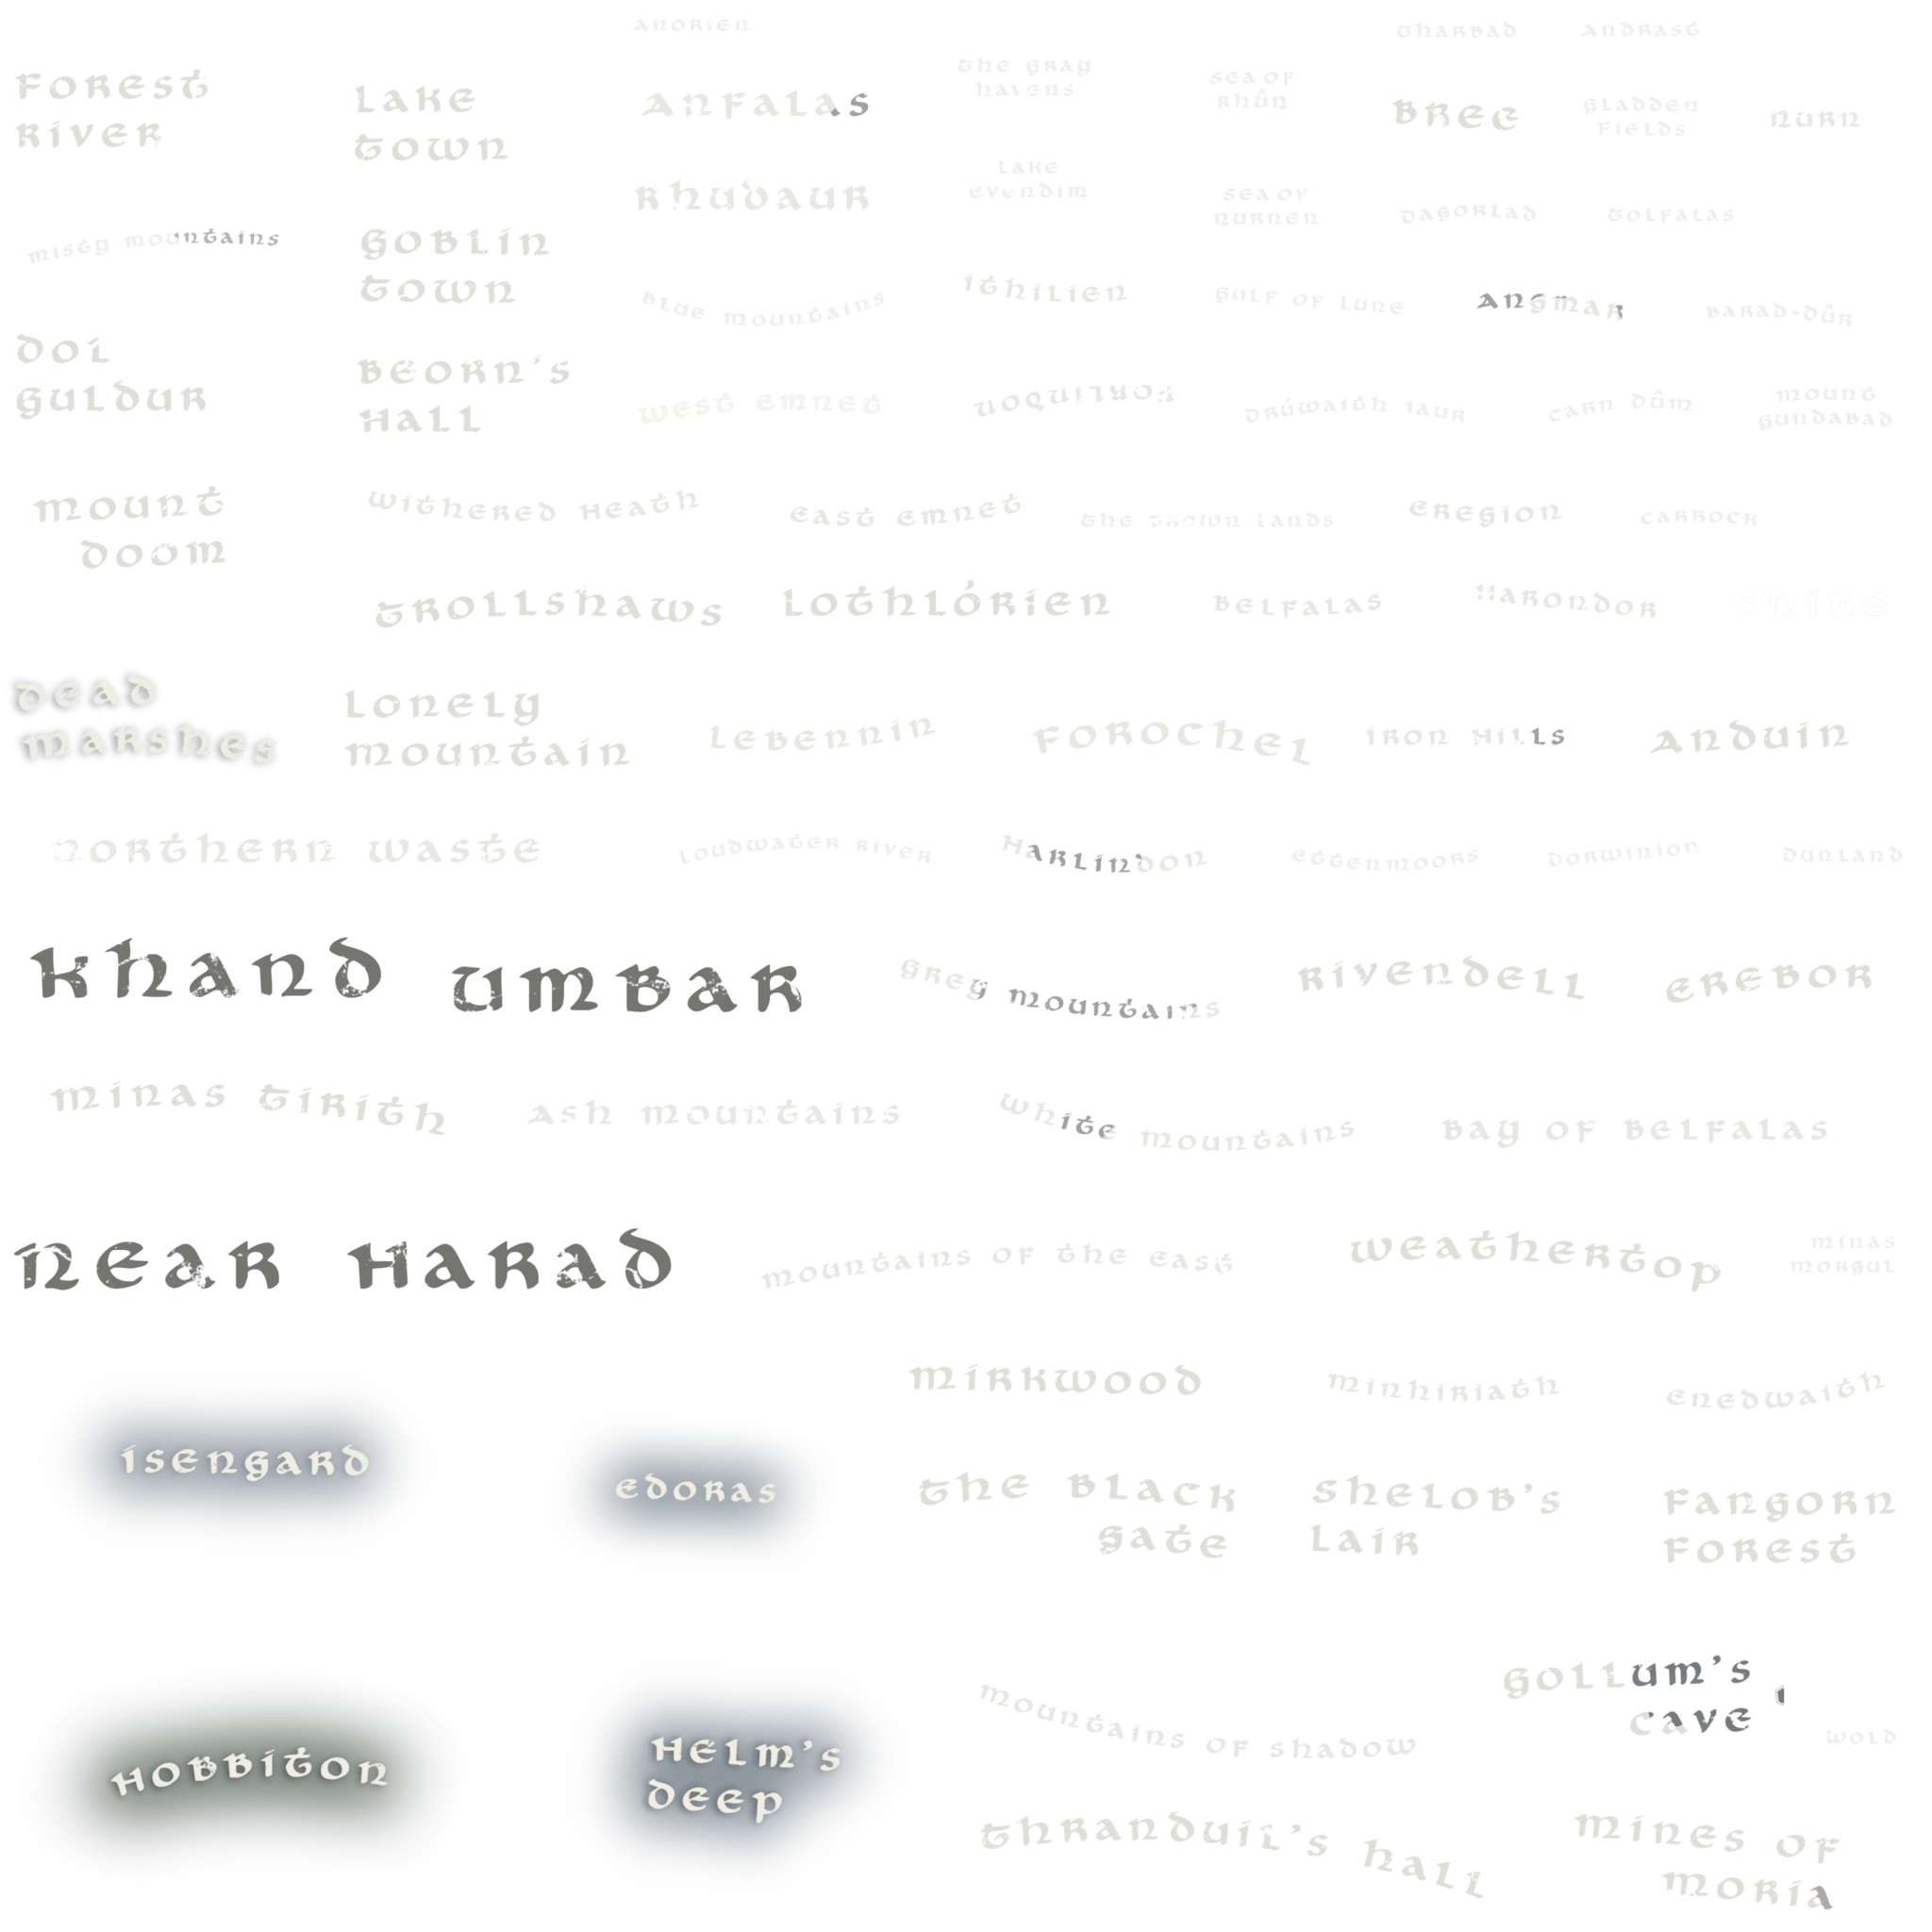 ANORIEN
THARBAD
ANDRAST
FOREST
RIVER
LAKE
TOWN
ANFALAS
THE GRAY
HAVENS
SEA OF
RHÛN
BREE
GLADDEN
FIELDS
NURN
RHUDAUR
LAKE
EVENDIM
SEA OF
NURNEN
DAGORLAD
TOLFALAS
MISTY MOUNTAINS
GOBLIN
TOWN
BLUE MOUNTAINS
ITHILIEN
GULF OF LUNE
ANGMAR
BARAD-DÛR
DOL
GULDUR
BEORN'S
HALL
WEST EMNET
FORLINDON
DRÚWAITH IAUR
CARN DÛM
MOUNT
GUNDABAD
MOUNT
DOOM
WITHERED HEATH
EAST EMNET
THE BROWN LANDS
EREGION
CARROCK
TROLLSHAWS
LOTHLÓRIEN
BELFALAS
HARONDOR
SHIRE
DEAD
MARSHES
LONELY
MOUNTAIN
LEBENNIN
FOROCHEL
IRON HILLS
ANDUIN
NORTHERN WASTE
LOUDWATER RIVER
HARLINDON
ETTENMOORS
DORWINION
DUNLAND
KHAND
UMBAR
GREY MOUNTAINS
RIVENDELL
EREBOR
MINAS TIRITH
ASH MOUNTAINS
WHITE MOUNTAINS
BAY OF BELFALAS
NEAR HARAD
MOUNTAINS OF THE EAST
WEATHERTOP
MINAS
MORGUL
MIRKWOOD
MINHIRIATH
ENEDWAITH
ISENGARD
EDORAS
THE BLACK
GATE
SHELOB'S
LAIR
FANGORN
FOREST
HOBBITON
HELM'S
DEEP
MOUNTAINS OF SHADOW
GOLLUM'S
CAVE
WOLD
THRANDUIL'S HALL
MINES OF
MORIA